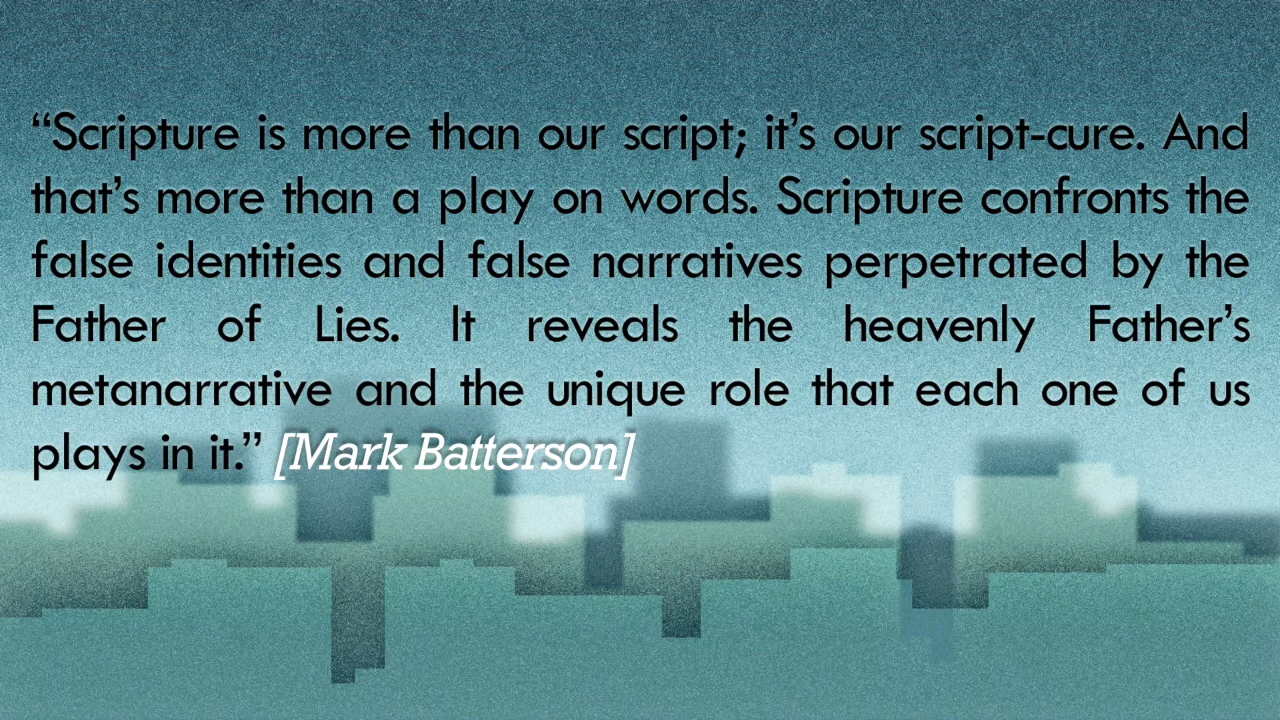 “Scripture is more than our script; it’s our script-cure. And
that’s more than a play on words. Scripture confronts the
false identities and false narratives perpetrated by the
Father of Lies. It reveals the heavenly Father’s
metanarrative and the unique role that each one of us
plays in it.” [Mark Batterson]